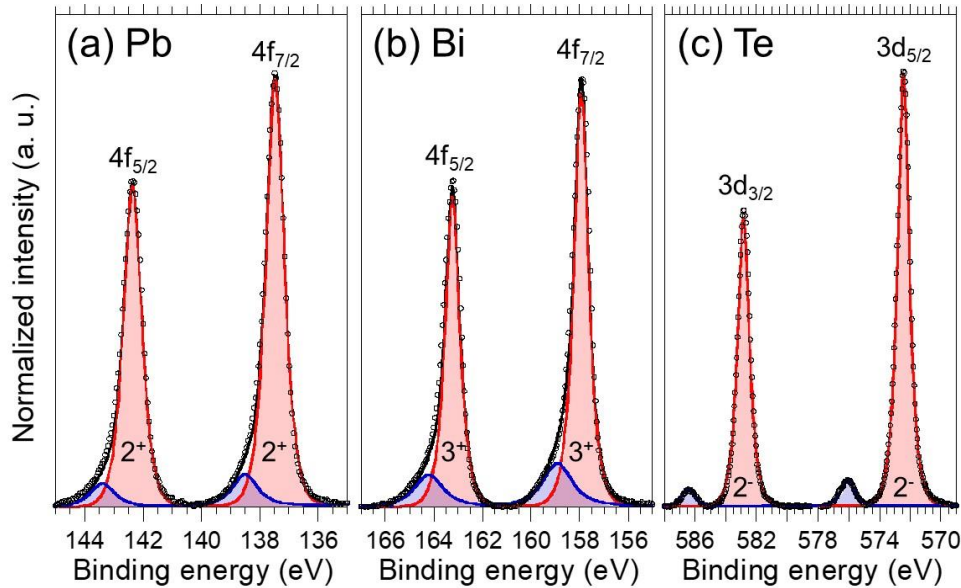 (a) Pb
4f7/2
4f5/2
2+
2+
144 142 140 138 136
Binding energy (eV)
(b) Bi
4f7/2
4f5/2
3+
3+
166 164 162 160 158 156
Binding energy (eV)
(c) Te
3d5/2
3d3/2
2-
2-
586 582 578 574 570
Binding energy (eV)
Normalized intensity (a. u.)